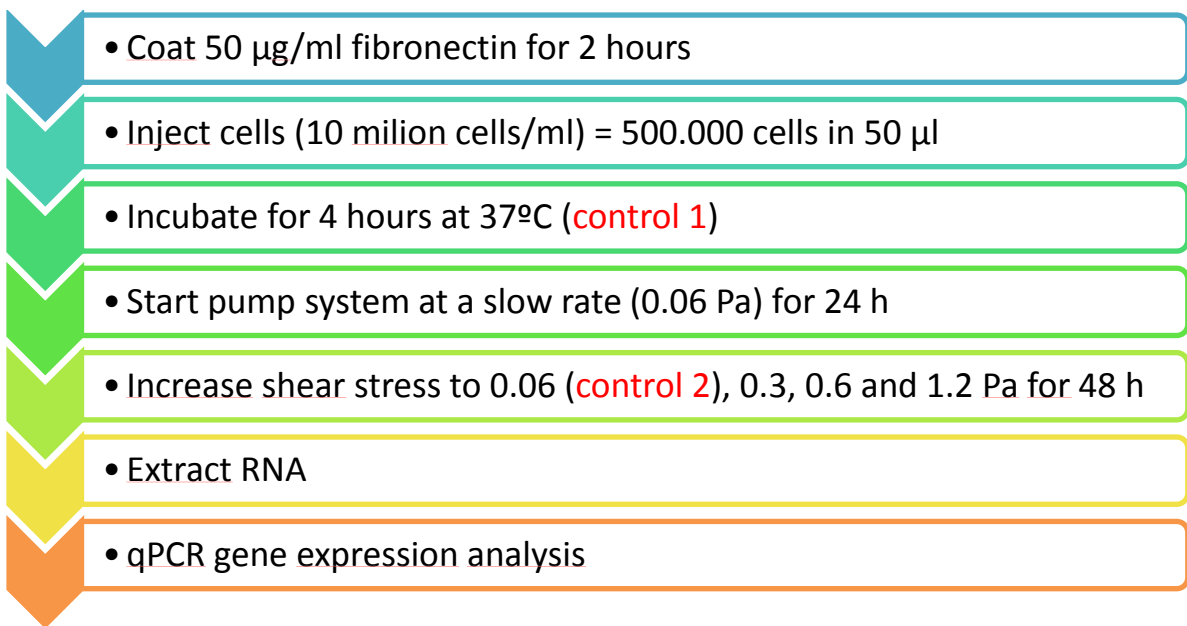 • Coat 50 µg/ml fibronectin for 2 hours
• Inject cells (10 milion cells/ml) = 500.000 cells in 50 µl
• Incubate for 4 hours at 37ºC (control 1)
• Start pump system at a slow rate (0.06 Pa) for 24 h
• Increase shear stress to 0.06 (control 2), 0.3, 0.6 and 1.2 Pa for 48 h
• Extract RNA
• qPCR gene expression analysis